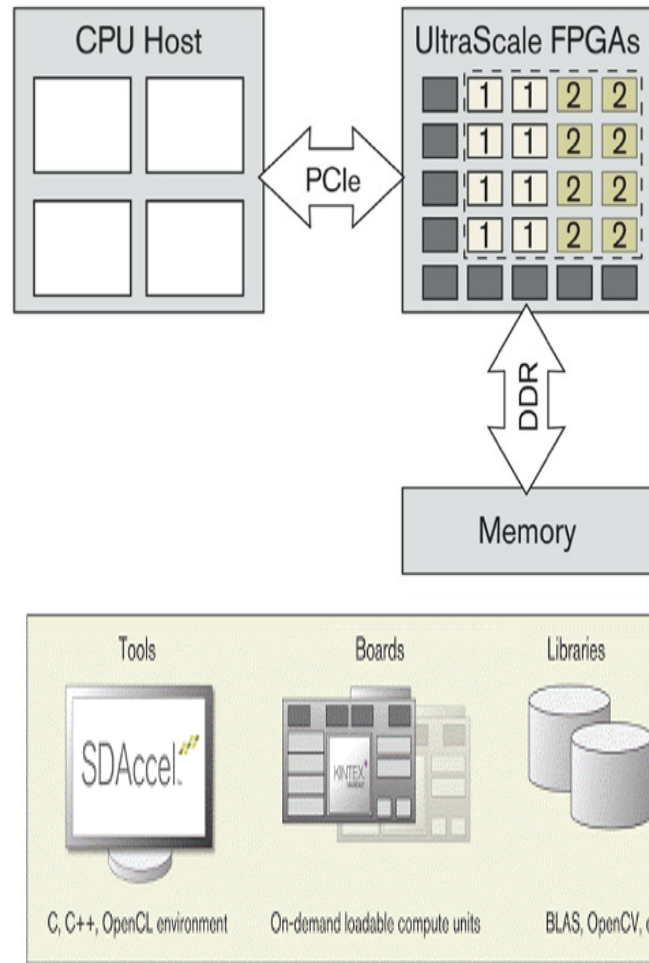 CPU Host
UltraScale FPGAs
1 1 2 2
1 1 2 2
1 1 2 2
1 1 2 2
PCIe
DDR
Memory
Tools
Boards
Libraries
SDAccel
KINTEX
C, C++, OpenCL environment
On-demand loadable compute units
BLAS, OpenCV,